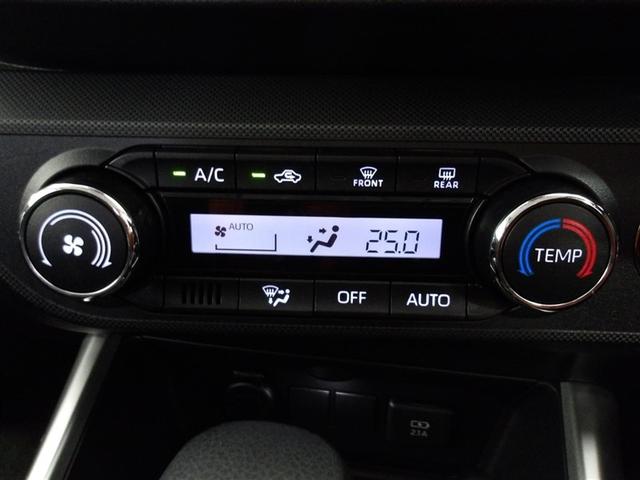 A/C
FRONT
REAR
AUTO
25.0
TEMP
OFF
AUTO
2.1A